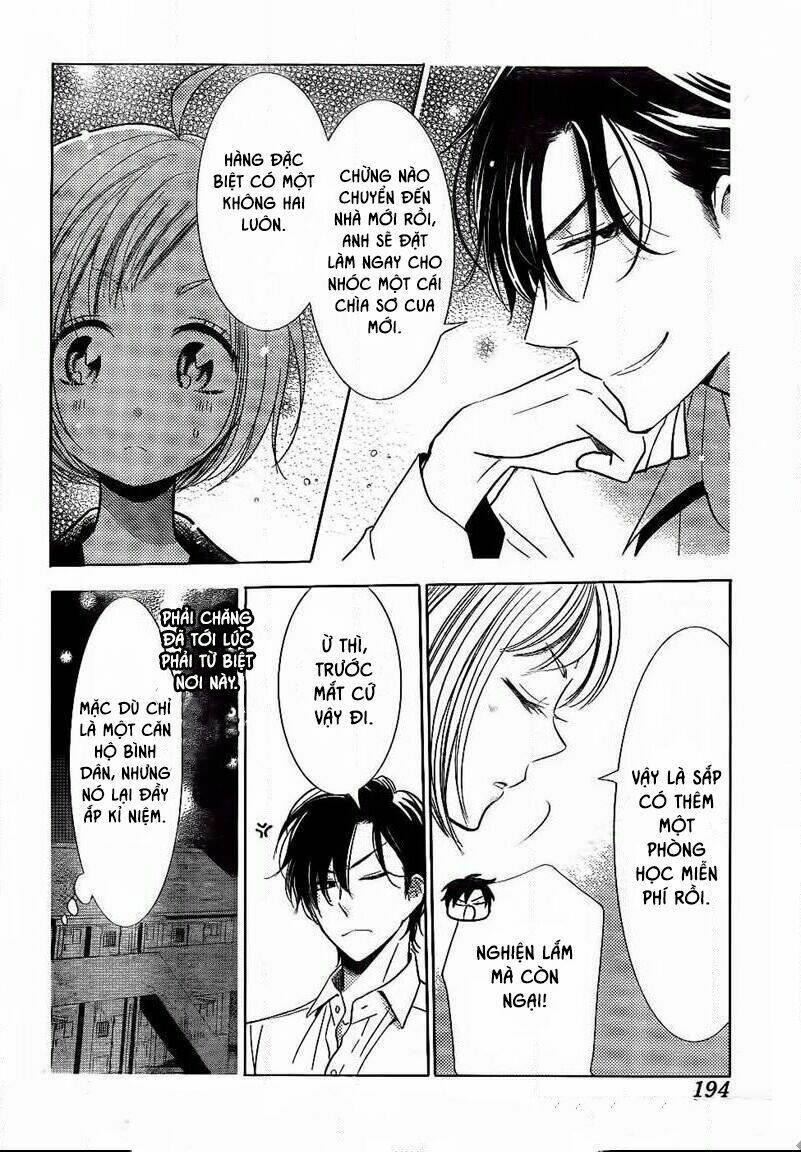 CHỪNG NÀO
CHUYỂN ĐẾN
NHÀ MỚI RỒI,
ANH SẼ ĐẶT
LÀM NGAY CHO
NHÓC MỘT CÁI
CHÌA SƠ CUA
MỚI.
HÀNG ĐẶC
BIỆT CÓ MỘT
KHÔNG HAI
LUÔN.
VẬY LÀ SẮP
CÓ THÊM
MỘT
PHÒNG
HỌC MIỄN
PHÍ RỒI.
NGHIỆN LẮM
MÀ CÒN
NGẠI!
Ừ THÌ,
TRƯỚC
MẮT CỨ
VẬY ĐI.
PHẢI CHĂNG
ĐÃ TỚI LÚC
PHẢI TỪ BIỆT
NƠI NÀY.
MẶC DÙ CHỈ
LÀ MỘT CĂN
HỘ BÌNH
DÂN, NHƯNG
NÓ LẠI ĐẦY
ẮP KỈ NIỆM.
194